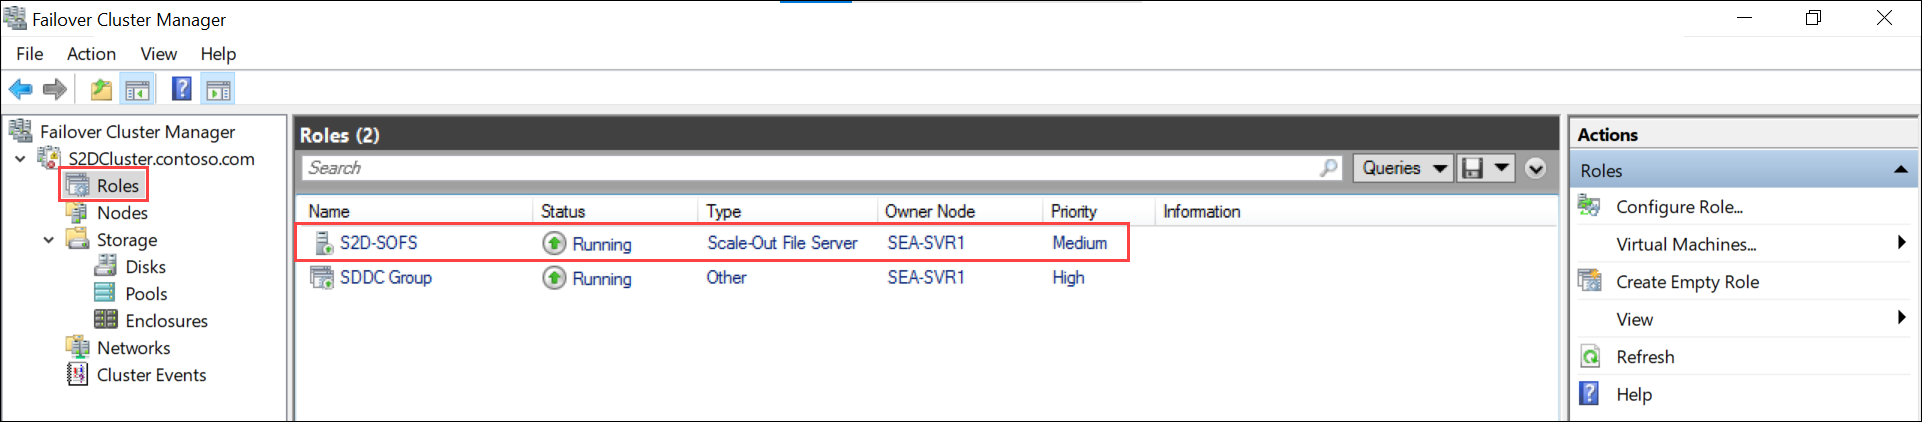 Failover Cluster Manager
File Action View Help
Failover Cluster Manager
S2DCluster.contoso.com
Roles
Nodes
Storage
Disks
Pools
Enclosures
Networks
Cluster Events
Roles (2)
Search
Queries
Name Status Type Owner Node Priority Information
S2D-SOFS Running Scale-Out File Server SEA-SVR1 Medium
SDDC Group Running Other SEA-SVR1 High
Actions
Roles
Configure Role...
Virtual Machines...
Create Empty Role
View
Refresh
Help